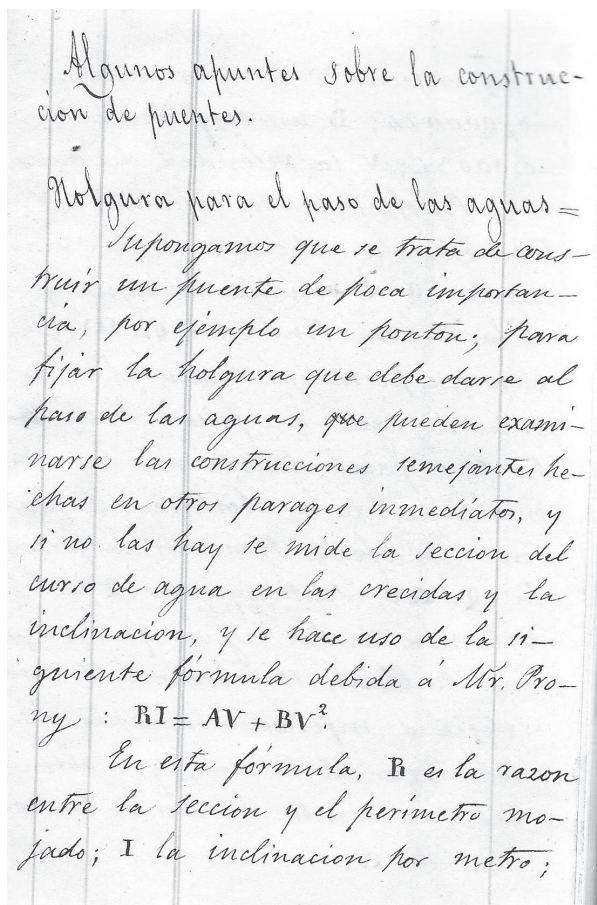 Algunos apuntes sobre la construc-
cion de puentes.
Holgura para el paso de las aguas =
Supongamos que se trata de cons-
truir un puente de poca importan-
cia, por ejemplo un ponton; para
fijar la holgura que debe darse al
paso de las aguas, que pueden exami-
narse las construcciones semejantes he-
chas en otros parages inmediatos, y
si no las hay se mide la seccion del
curso de agua en las crecidas y la
inclinacion, y se hace uso de la si-
guiente fórmula debida á Mr. Pro-
ny : RI = AV + BV²
En esta fórmula, R es la razon
entre la seccion y el perímetro mo-
jado; I la inclinacion por metro;